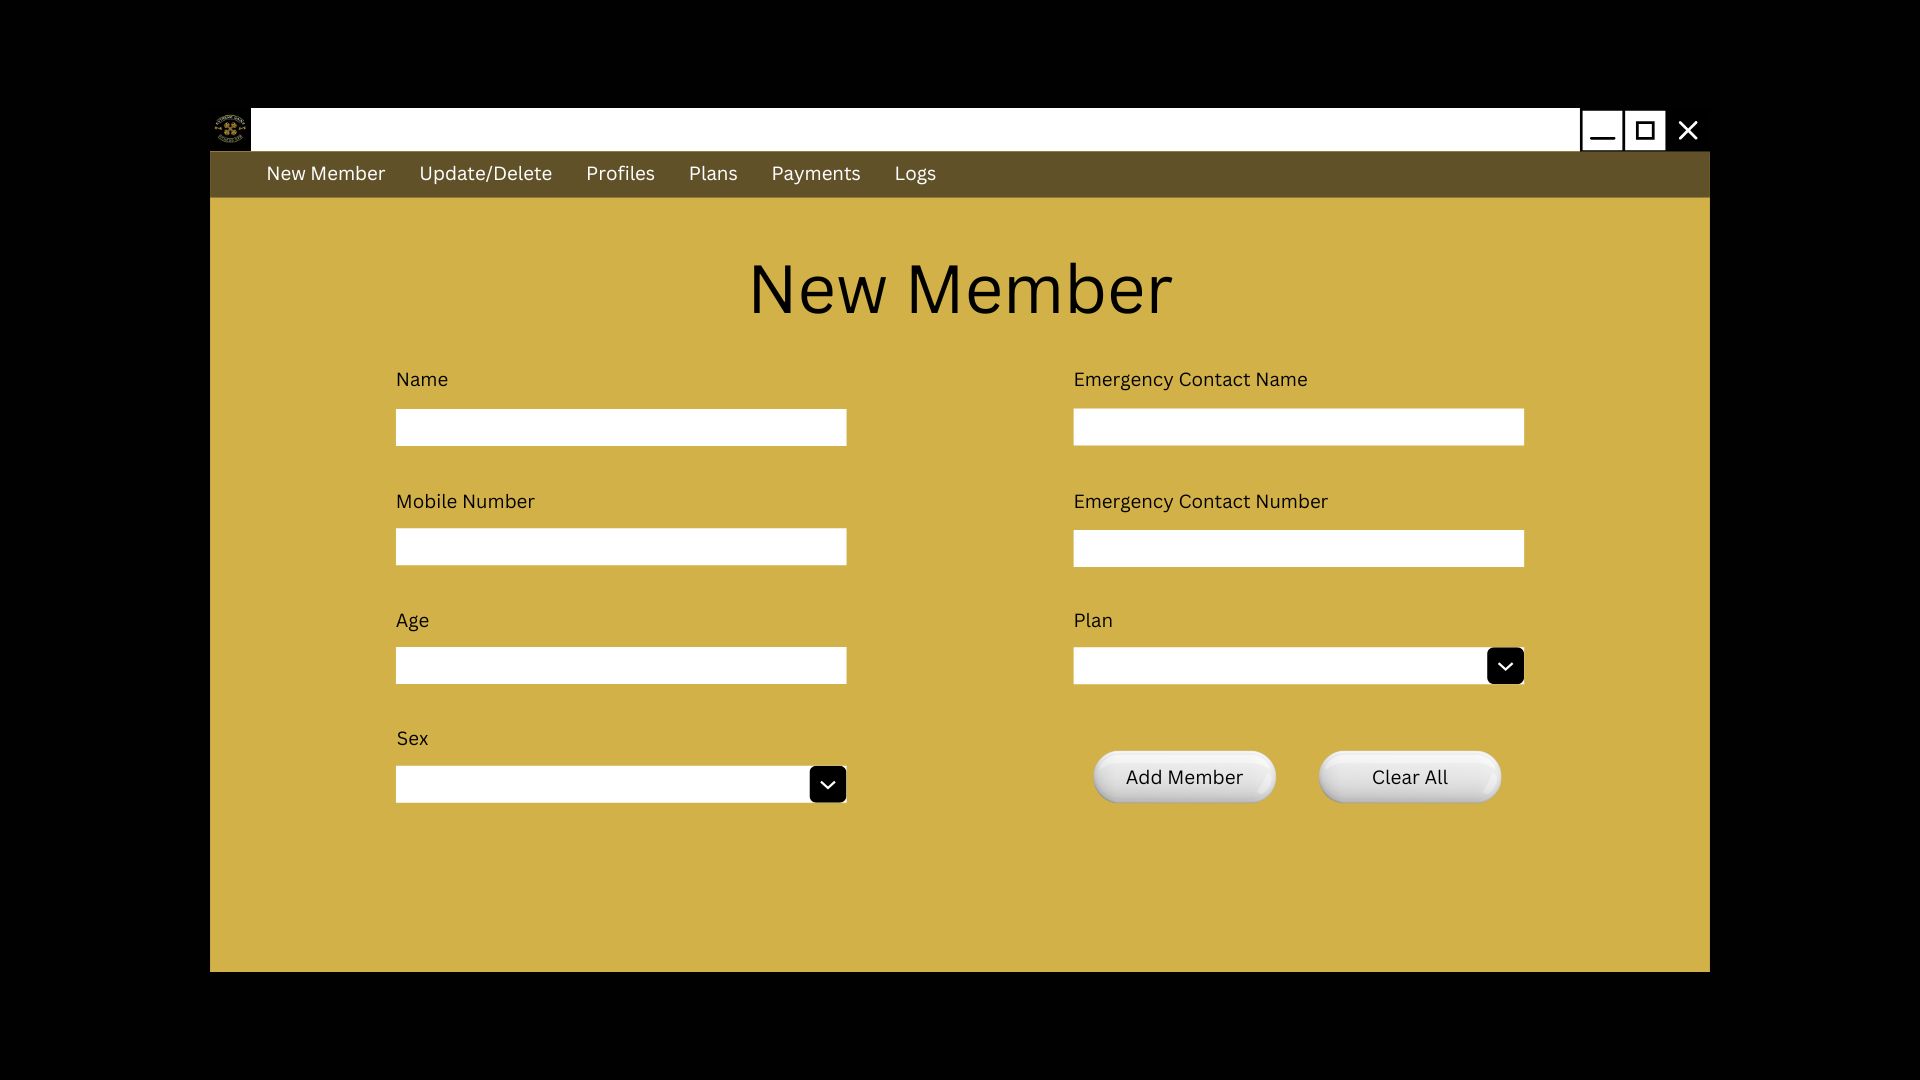 New Member
Update/Delete
Profiles
Plans
Payments
Logs
New Member
Name
Mobile Number
Age
Sex
Emergency Contact Name
Emergency Contact Number
Plan
Add Member
Clear All